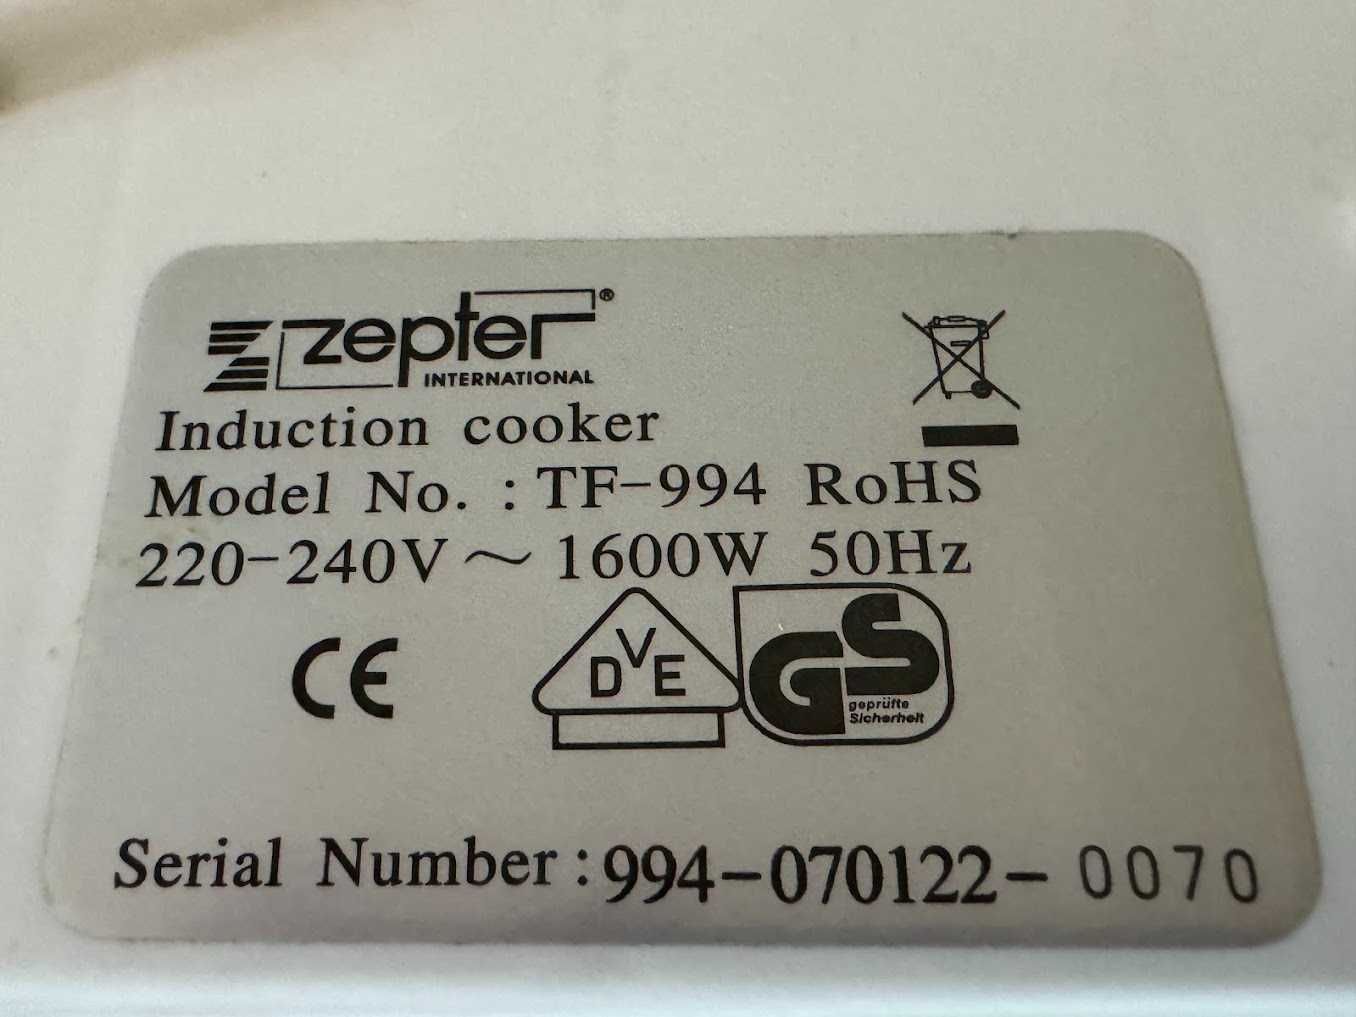 zepter®
INTERNATIONAL
Induction cooker
Model No. : TF-994 RoHS
220-240V ~ 1600W 50Hz
CE
DVE
GS
geprüfte
Sicherheit
Serial Number : 994-070122-0070